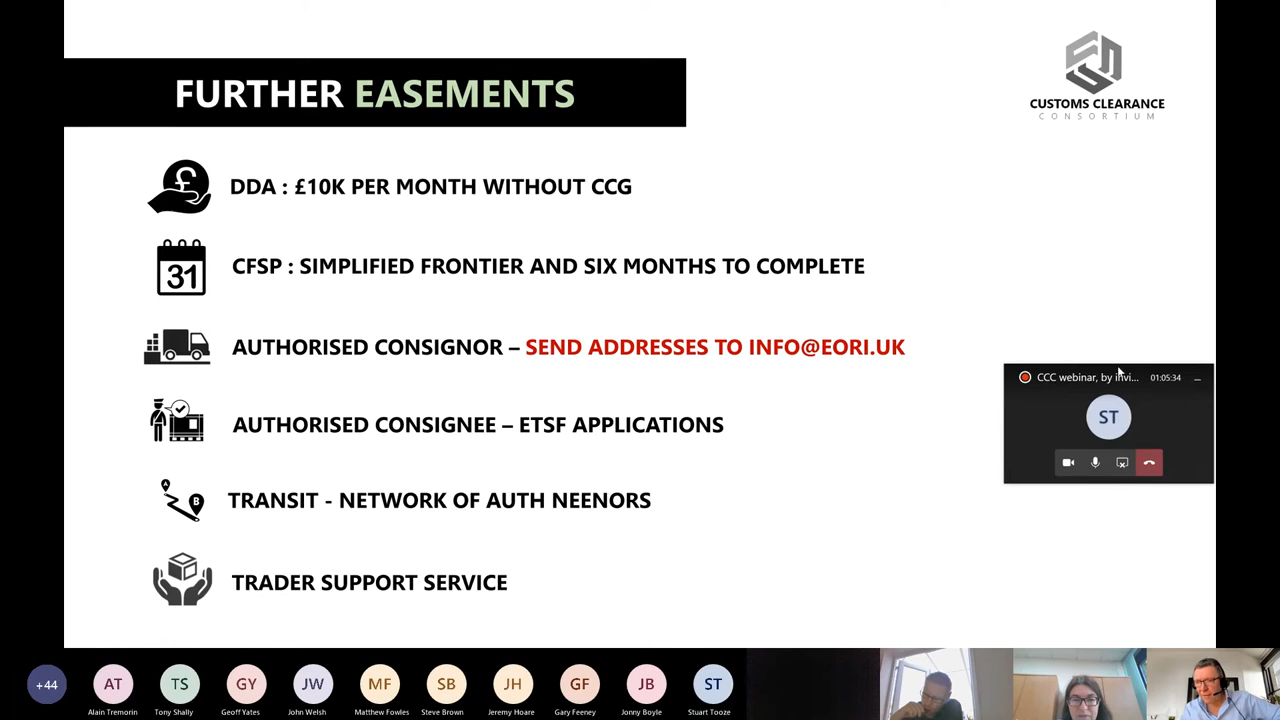 FURTHER EASEMENTS
CUSTOMS CLEARANCE
CONSORTIUM
£
DDA : £10K PER MONTH WITHOUT CCG
31
CFSP : SIMPLIFIED FRONTIER AND SIX MONTHS TO COMPLETE
AUTHORISED CONSIGNOR – SEND ADDRESSES TO INFO@EORI.UK
CCC webinar, by invi... 01:05:34
ST
AUTHORISED CONSIGNEE – ETSF APPLICATIONS
A
B
TRANSIT - NETWORK OF AUTH NEENORS
TRADER SUPPORT SERVICE
+44 AT TS GY JW MF SB JH GF JB ST
Alain Tremorin Tony Shally Geoff Yates John Welsh Matthew Fowles Steve Brown Jeremy Hoare Gary Feeney Jonny Boyle Stuart Tooze